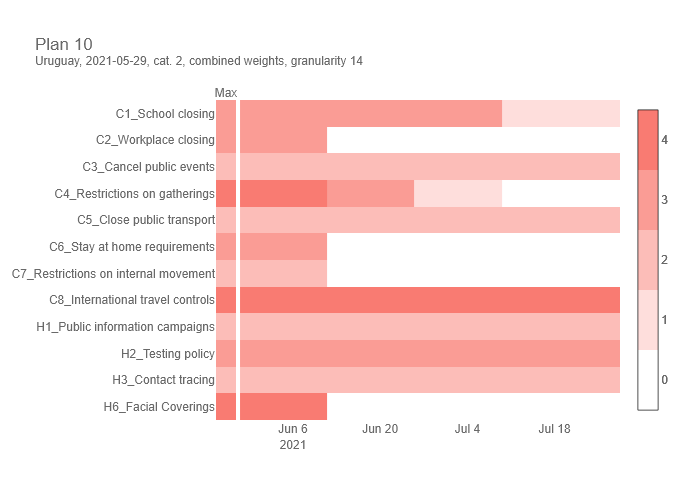 Plan 10
Uruguay, 2021-05-29, cat. 2, combined weights, granularity 14
Max
C1_School closing
C2_Workplace closing
C3_Cancel public events
C4_Restrictions on gatherings
C5_Close public transport
C6_Stay at home requirements
C7_Restrictions on internal movement
C8_International travel controls
H1_Public information campaigns
H2_Testing policy
H3_Contact tracing
H6_Facial Coverings
Jun 6
2021
Jun 20
Jul 4
Jul 18
4
3
2
1
0